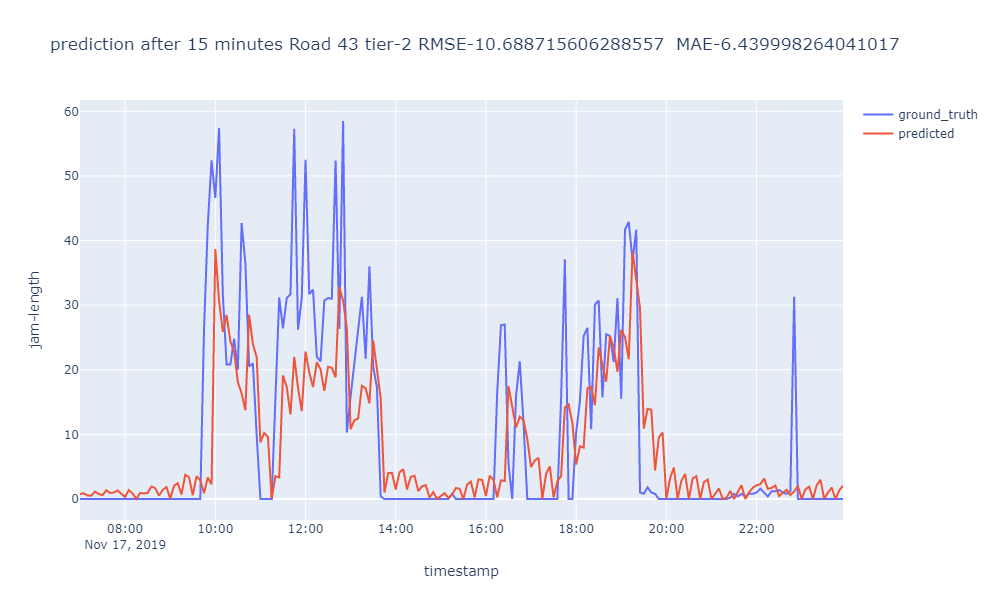 prediction after 15 minutes Road 43 tier-2 RMSE-10.688715606288557  MAE-6.439998264041017
ground_truth
predicted
60
50
40
30
20
10
0
jam-length
08:00
10:00
12:00
14:00
16:00
18:00
20:00
22:00
Nov 17, 2019
timestamp